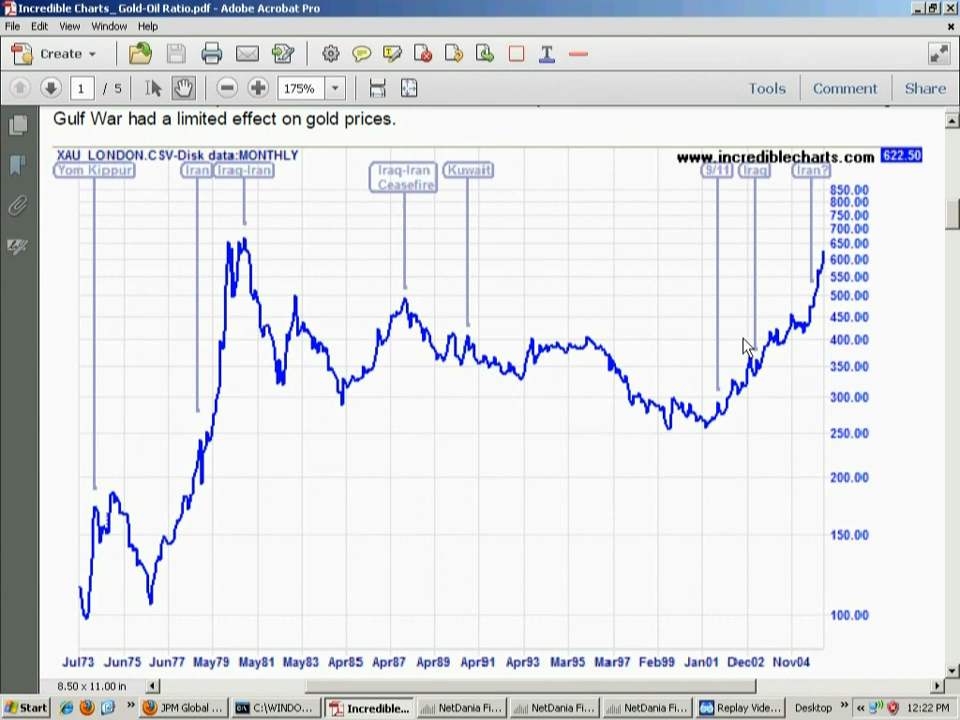 Incredible Charts_ Gold-Oil Ratio.pdf - Adobe Acrobat Pro
File Edit View Window Help
Create
1 / 5 175% Tools Comment Share
Gulf War had a limited effect on gold prices.
XAU_LONDON.CSV-Disk data:MONTHLY
www.incrediblecharts.com 622.50
Yom Kippur Iran Iraq-Iran Iraq-Iran Ceasefire Kuwait 9/11 Iraq Iran?
850.00
800.00
750.00
700.00
650.00
600.00
550.00
500.00
450.00
400.00
350.00
300.00
250.00
200.00
150.00
100.00
Jul73 Jun75 Jun77 May79 May81 May83 Apr85 Apr87 Apr89 Apr91 Apr93 Mar95 Mar97 Feb99 Jan01 Dec02 Nov04
8.50 x 11.00 in
Start JPM Global ... C:\WINDO... Incredible... NetDania Fi... NetDania Fi... NetDania Fi... Replay Vide... Desktop 12:22 PM